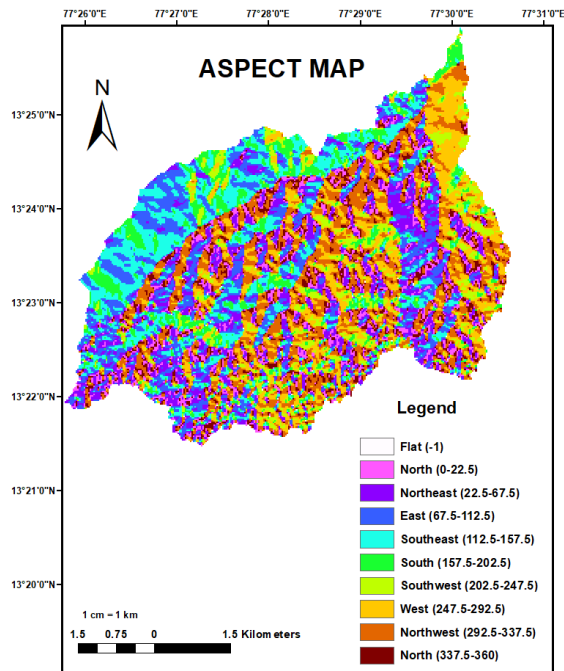 77°26'0"E 77°27'0"E 77°28'0"E 77°29'0"E 77°30'0"E 77°31'0"E
ASPECT MAP
N
13°25'0"N
13°24'0"N
13°23'0"N
13°22'0"N
13°21'0"N
13°20'0"N
Legend
Flat (-1)
North (0-22.5)
Northeast (22.5-67.5)
East (67.5-112.5)
Southeast (112.5-157.5)
South (157.5-202.5)
Southwest (202.5-247.5)
West (247.5-292.5)
Northwest (292.5-337.5)
North (337.5-360)
1 cm – 1 km
1.5 0.75 0 1.5 Kilometers